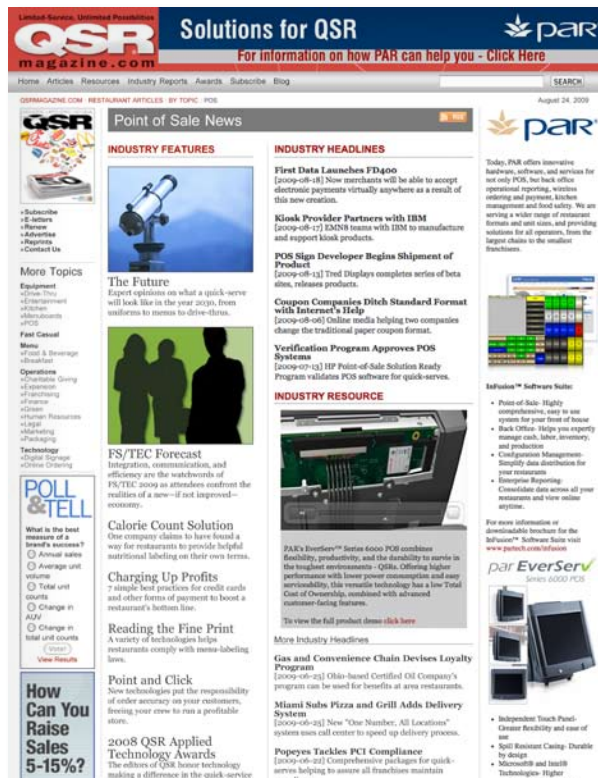 Limited-Service, Unlimited Possibilities
QSR
magazine.com
Solutions for QSR
par
For information on how PAR can help you - Click Here
Home Articles Resources Industry Reports Awards Subscribe Blog
SEARCH
QSRMAGAZINE.COM · RESTAURANT ARTICLES · BY TOPIC · POS
August 24, 2009
QSR
»Subscribe
»E-letters
»Renew
»Advertise
»Reprints
»Contact Us
More Topics
Equipment
»Drive-Thru
»Entertainment
»Kitchen
»Menuboards
»POS
Fast Casual
Menu
»Food & Beverage
»Breakfast
Operations
»Charitable Giving
»Expansion
»Franchising
»Finance
»Green
»Human Resources
»Legal
»Marketing
»Packaging
Technology
»Digital Signage
»Online Ordering
POLL
&TELL
What is the best
measure of a
brand's success?
Annual sales
Average unit
volume
Total unit
counts
Change in
AUV
Change in
total unit counts
Vote!
View Results
How
Can You
Raise
Sales
5-15%?
Point of Sale News
RSS
INDUSTRY FEATURES
The Future
Expert opinions on what a quick-serve
will look like in the year 2030, from
uniforms to menus to drive-thrus.
FS/TEC Forecast
Integration, communication, and
efficiency are the watchwords of
FS/TEC 2009 as attendees confront the
realities of a new—if not improved—
economy.
Calorie Count Solution
One company claims to have found a
way for restaurants to provide helpful
nutritional labeling on their own terms.
Charging Up Profits
7 simple best practices for credit cards
and other forms of payment to boost a
restaurant's bottom line.
Reading the Fine Print
A variety of technologies helps
restaurants comply with menu-labeling
laws.
Point and Click
New technologies put the responsibility
of order accuracy on your customers,
freeing your crew to run a profitable
store.
2008 QSR Applied
Technology Awards
The editors of QSR honor technology
making a difference in the quick-service
INDUSTRY HEADLINES
First Data Launches FD400
[2009-08-18] Now merchants will be able to accept
electronic payments virtually anywhere as a result of
this new creation.
Kiosk Provider Partners with IBM
[2009-08-17] EMN8 teams with IBM to manufacture
and support kiosk products.
POS Sign Developer Begins Shipment of
Product
[2009-08-13] Tred Displays completes series of beta
sites, releases product.
Coupon Companies Ditch Standard Format
with Internet's Help
[2009-08-06] Online media helping two companies
change the traditional paper coupon format.
Verification Program Approves POS
Systems
[2009-07-13] HP Point-of-Sale Solution Ready
Program validates POS software for quick-serves.
INDUSTRY RESOURCE
PAR's EverServ™ Series 6000 POS combines
flexibility, productivity, and the durability to survive in
the toughest environments - QSRs. Offering higher
performance with lower power consumption and easy
serviceability, this versatile technology has a low Total
Cost of Ownership, combined with advanced
customer-facing features.
To view the full product demo click here
More Industry Headlines
Gas and Convenience Chain Devises Loyalty
Program
[2009-06-25] Ohio-based Certified Oil Company's
program can be used for benefits at area restaurants.
Miami Subs Pizza and Grill Adds Delivery
System
[2009-06-25] New "One Number, All Locations"
system uses call center to speed up delivery process.
Popeyes Tackles PCI Compliance
[2009-06-22] Comprehensive packages for quick-
serves helping to assure all franchises maintain
par
Today, PAR offers innovative
hardware, software, and services for
not only POS, but back office
operational reporting, wireless
ordering and payment, kitchen
management and food safety. We are
serving a wider range of restaurant
formats and unit sizes, and providing
solutions for all operators, from the
largest chains to the smallest
franchisees.
InFusion™ Software Suite:
• Point-of-Sale- Highly
comprehensive, easy to use
system for your front of house
• Back Office- Helps you expertly
manage cash, labor, inventory,
and production
• Configuration Management-
Simplify data distribution for
your restaurants
• Enterprise Reporting-
Consolidate data across all your
restaurants and view online
anytime.
For more information or
downloadable brochure for the
InFusion™ Software Suite visit
www.partech.com/infusion
par EverServ
Series 6000 POS
• Independent Touch Panel-
Greater flexibility and ease of
use
• Spill Resistant Casing- Durable
by design
• Microsoft® and Intel®
Technologies- Higher